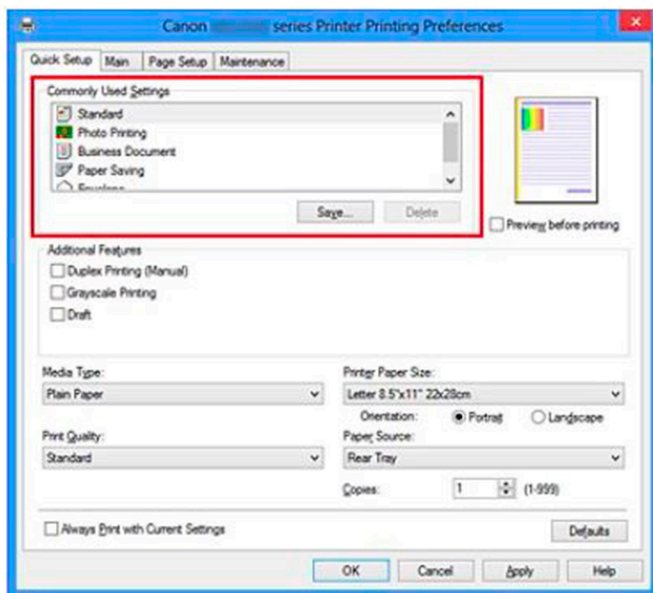 Canon series Printer Printing Preferences
Quick Setup Main Page Setup Maintenance
Commonly Used Settings
Standard
Photo Printing
Business Document
Paper Saving
Envelope
Save... Delete
Preview before printing
Additional Features
Duplex Printing (Manual)
Grayscale Printing
Draft
Media Type: Printer Paper Size:
Plain Paper Letter 8.5"x11" 22x28cm
Orientation: Portrait Landscape
Print Quality: Paper Source:
Standard Rear Tray
Copies: 1 (1-999)
Always Print with Current Settings Defaults
OK Cancel Apply Help